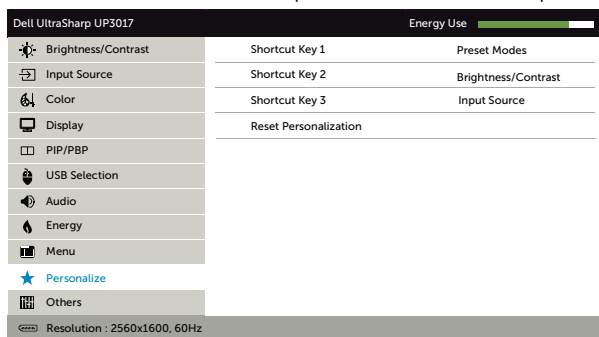 Dell UltraSharp UP3017 Energy Use
Brightness/Contrast Shortcut Key 1 Preset Modes
Input Source Shortcut Key 2 Brightness/Contrast
Color Shortcut Key 3 Input Source
Display Reset Personalization
PIP/PBP
USB Selection
Audio
Energy
Menu
Personalize
Others
Resolution : 2560x1600, 60Hz